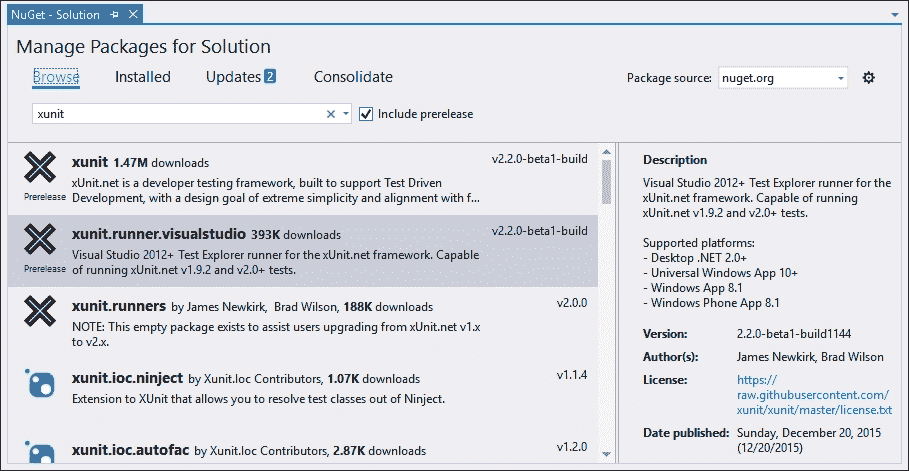 NuGet - Solution
Manage Packages for Solution
Browse Installed Updates 2 Consolidate
Package source: nuget.org
xunit
Include prerelease
xunit 1.47M downloads
v2.2.0-beta1-build
xUnit.net is a developer testing framework, built to support Test Driven
Development, with a design goal of extreme simplicity and alignment with f...
Prerelease
xunit.runner.visualstudio 393K downloads
v2.2.0-beta1-build
Visual Studio 2012+ Test Explorer runner for the xUnit.net framework. Capable
of running xUnit.net v1.9.2 and v2.0+ tests.
Prerelease
xunit.runners by James Newkirk, Brad Wilson, 188K downloads
v2.0.0
NOTE: This empty package exists to assist users upgrading from xUnit.net v1.x
to v2.x.
xunit.ioc.ninject by Xunit.Ioc Contributors, 1.07K downloads
v1.1.4
Extension to XUnit that allows you to resolve test classes out of Ninject.
xunit.ioc.autofac by Xunit.Ioc Contributors, 2.87K downloads
v1.2.0
Description
Visual Studio 2012+ Test Explorer runner for the
xUnit.net framework. Capable of running
xUnit.net v1.9.2 and v2.0+ tests.
Supported platforms:
- Desktop .NET 2.0+
- Universal Windows App 10+
- Windows App 8.1
- Windows Phone App 8.1
Version: 2.2.0-beta1-build1144
Author(s): James Newkirk, Brad Wilson
License: https://
raw.githubusercontent.com/
xunit/xunit/master/license.txt
Date published: Sunday, December 20, 2015
(12/20/2015)